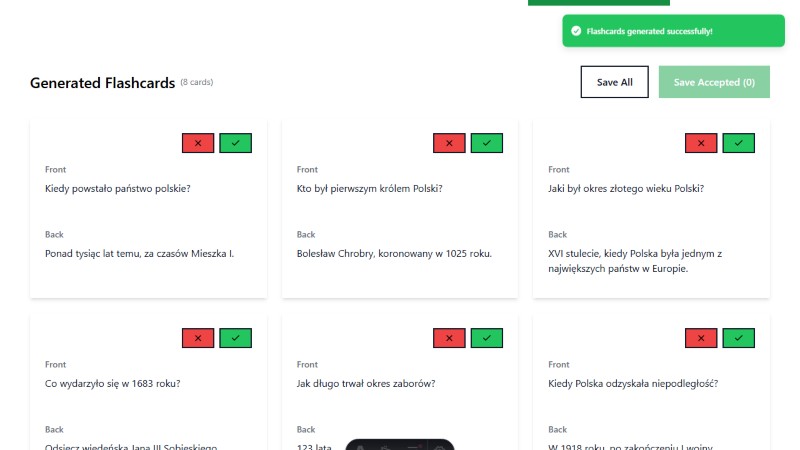 Flashcards generated successfully!
Generated Flashcards (8 cards)
Save All
Save Accepted (0)
Front
Kiedy powstało państwo polskie?
Back
Ponad tysiąc lat temu, za czasów Mieszka I.
Front
Kto był pierwszym królem Polski?
Back
Bolesław Chrobry, koronowany w 1025 roku.
Front
Jaki był okres złotego wieku Polski?
Back
XVI stulecie, kiedy Polska była jednym z
największych państw w Europie.
Front
Co wydarzyło się w 1683 roku?
Back
Odsiecz wiedeńska Jana III Sobieskiego
Front
Jak długo trwał okres zaborów?
Back
123 lata
Front
Kiedy Polska odzyskała niepodległość?
Back
W 1918 roku, po zakończeniu I wojny